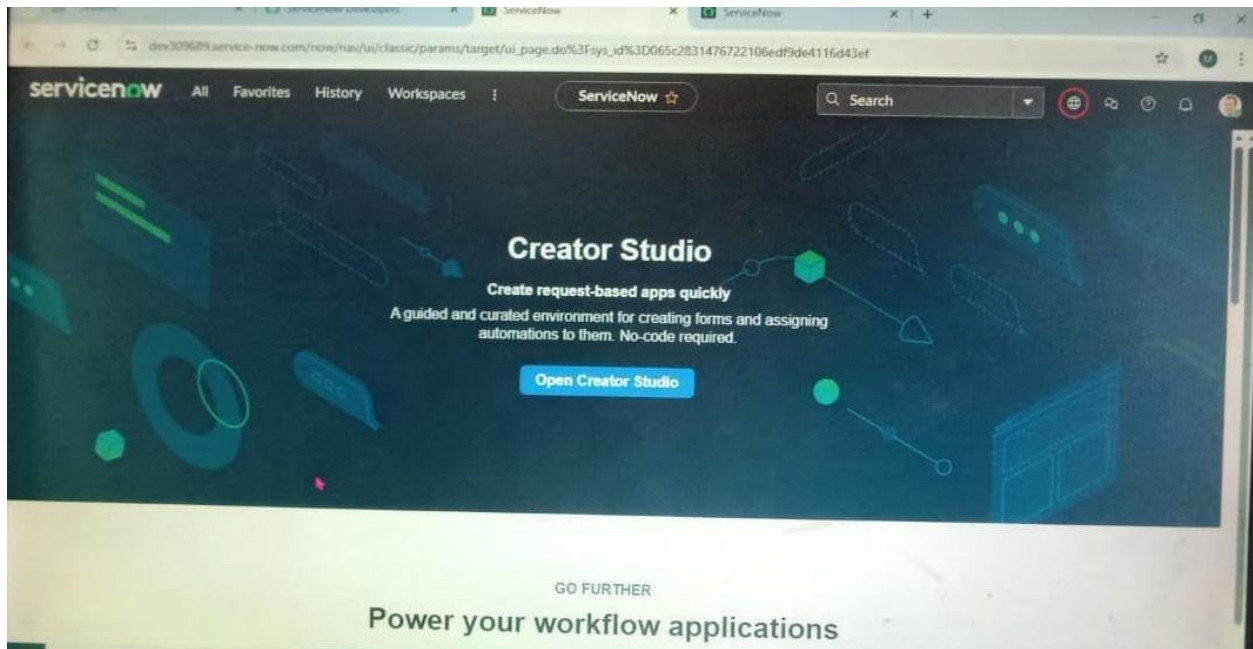 ServiceNow Developers
ServiceNow
ServiceNow
dev309689.service-now.com/now/nav/ui/classic/params/target/ui_page.do%3Fsys_id%3D065c2831476722106edf9de4116d43ef
M
servicenow All Favorites History Workspaces
ServiceNow
Search
Creator Studio
Create request-based apps quickly
A guided and curated environment for creating forms and assigning
automations to them. No-code required.
Open Creator Studio
GO FURTHER
Power your workflow applications